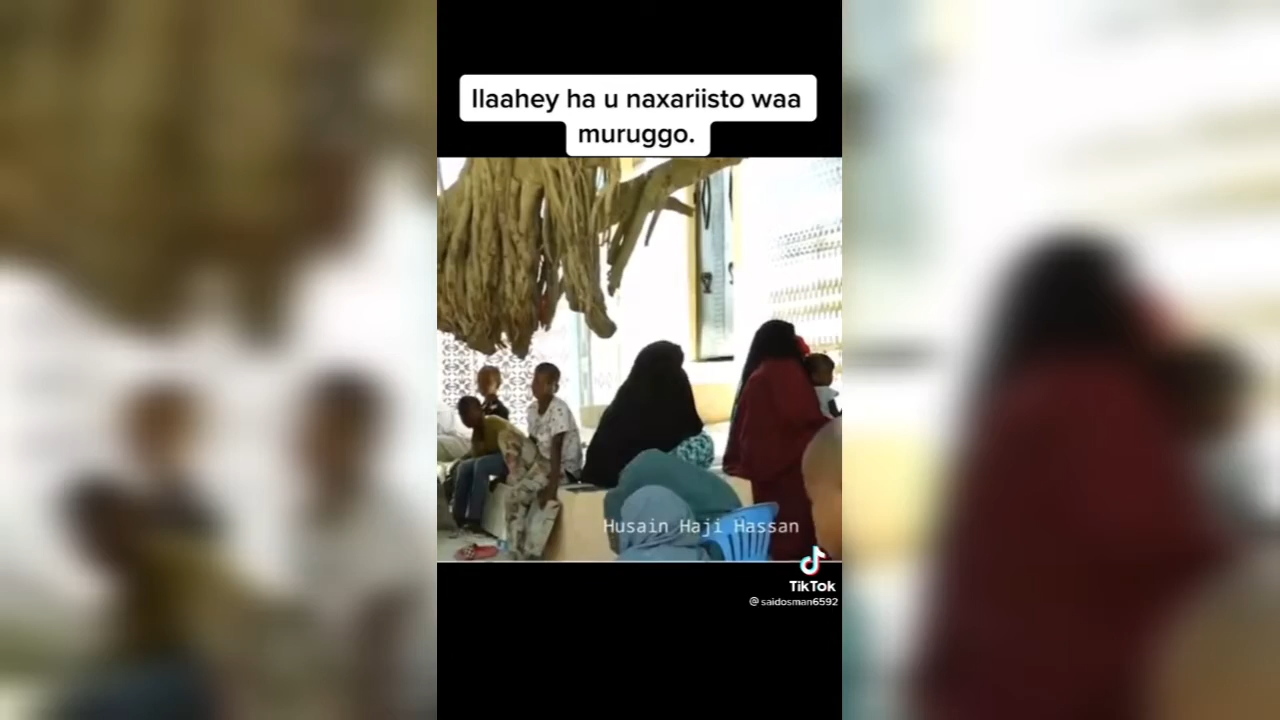 Ilaahey ha u naxariisto waa
muruggo.
Husain Haji Hassan
TikTok
@saidosman6592